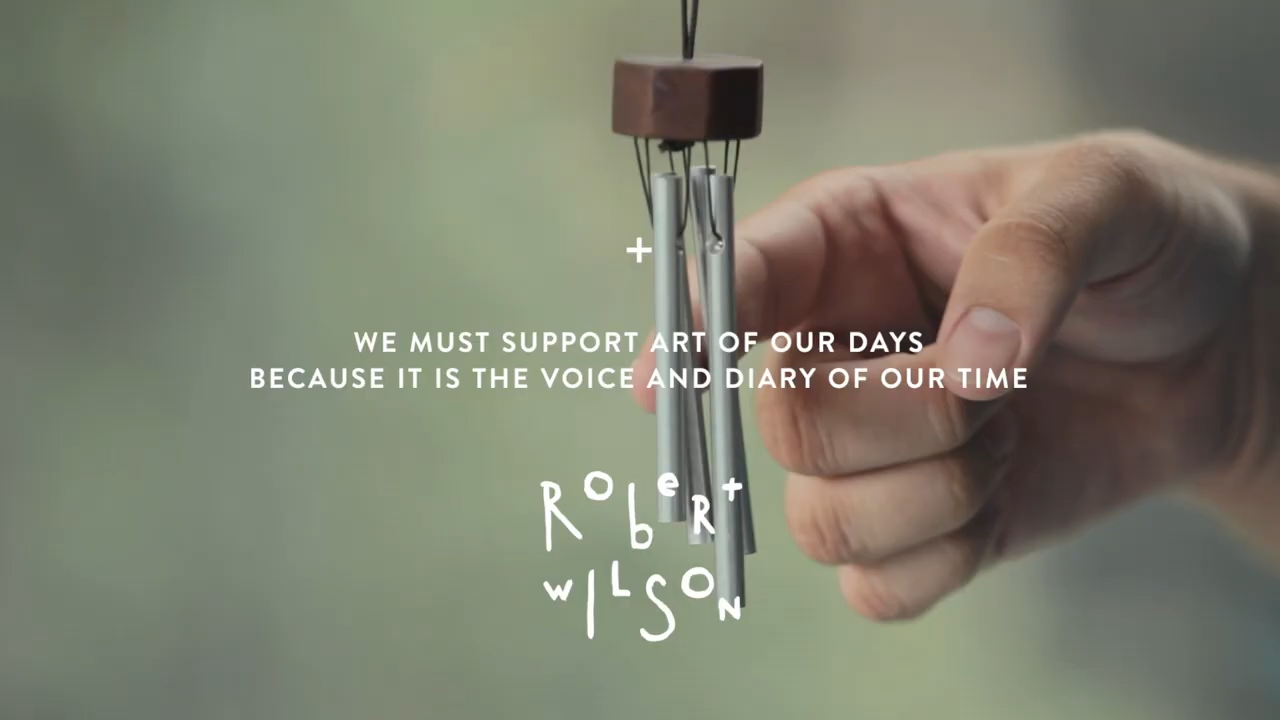 +
WE MUST SUPPORT ART OF OUR DAYS
BECAUSE IT IS THE VOICE AND DIARY OF OUR TIME
RobeRt
wILSON